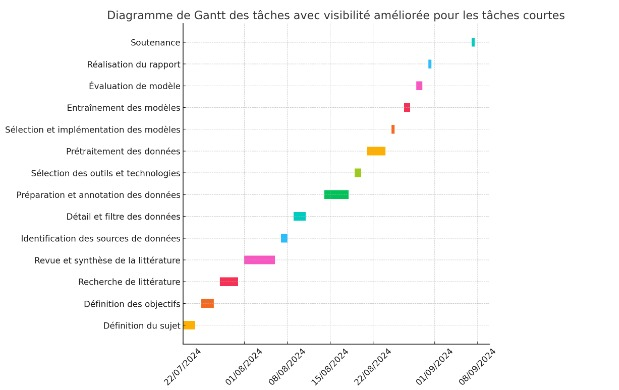 Diagramme de Gantt des tâches avec visibilité améliorée pour les tâches courtes
Soutenance
Réalisation du rapport
Évaluation de modèle
Entraînement des modèles
Sélection et implémentation des modèles
Prétraitement des données
Sélection des outils et technologies
Préparation et annotation des données
Détail et filtre des données
Identification des sources de données
Revue et synthèse de la littérature
Recherche de littérature
Définition des objectifs
Définition du sujet
22/07/2024
01/08/2024
08/08/2024
15/08/2024
22/08/2024
01/09/2024
08/09/2024